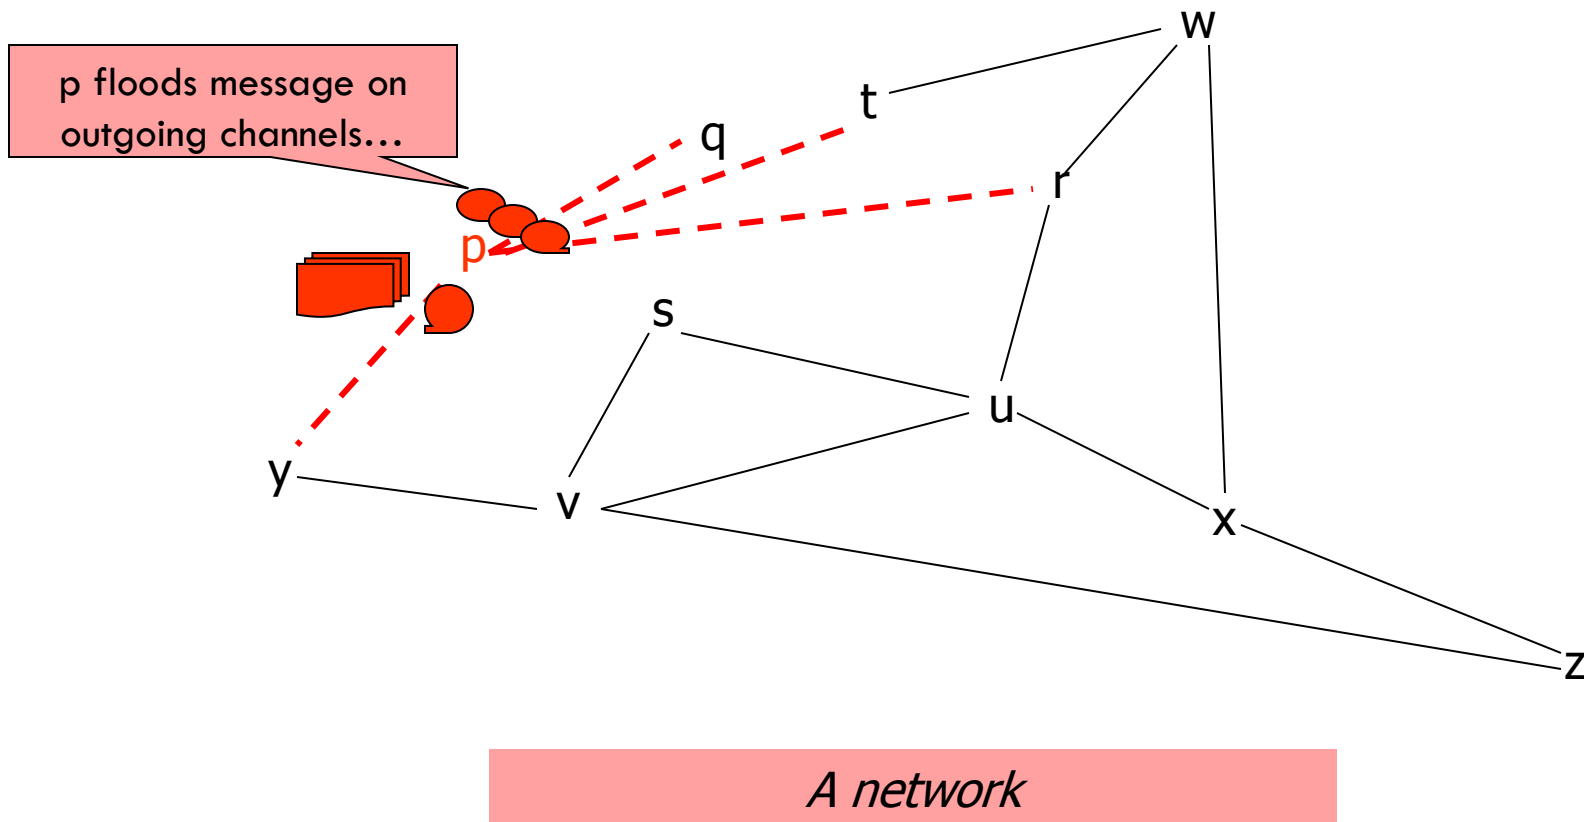 w
p floods message on
outgoing channels...
t
q
r
p
s
u
y
v
x
z
A network